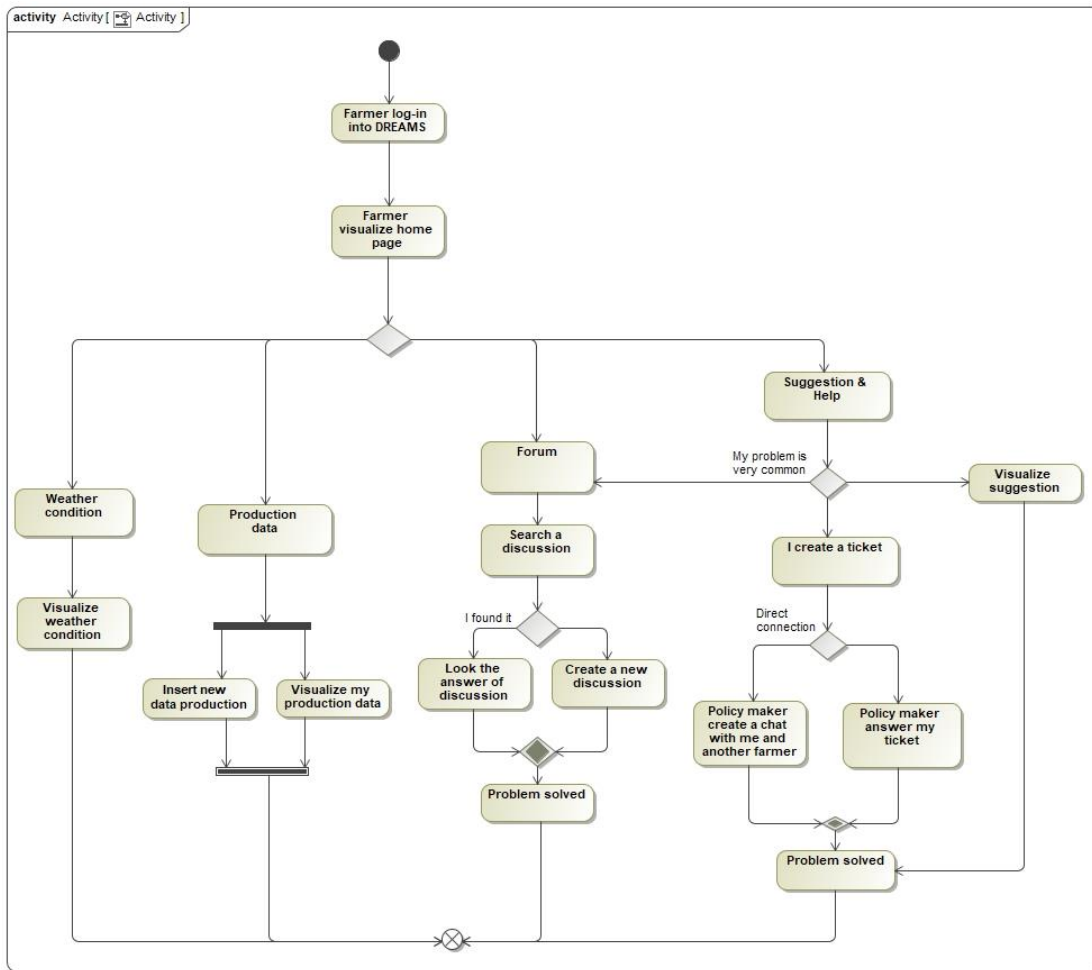 activity Activity [ Activity ]
Farmer log-in
into DREAMS
Farmer
visualize home
page
Suggestion &
Help
My problem is
very common
Forum
Visualize
suggestion
Weather
condition
Production
data
Search a
discussion
I create a ticket
Visualize
weather
condition
I found it
Direct
connection
Look the
answer of
discussion
Create a new
discussion
Insert new
data production
Visualize my
production data
Policy maker
create a chat
with me and
another farmer
Policy maker
answer my
ticket
Problem solved
Problem solved